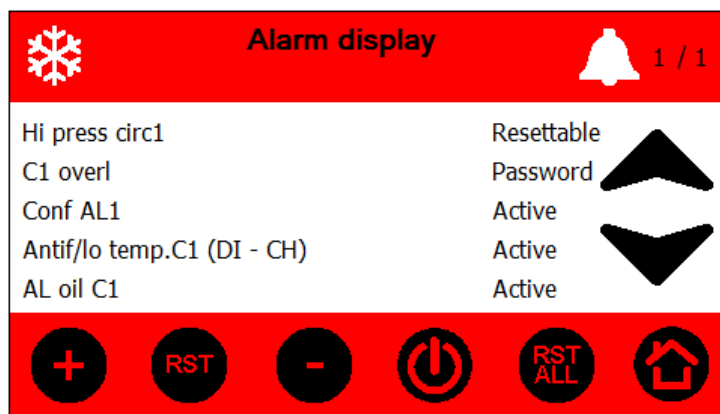 Alarm display
1 / 1
Hi press circ1 Resettable
C1 overl Password
Conf AL1 Active
Antif/lo temp.C1 (DI - CH) Active
AL oil C1 Active
+ RST - RST ALL